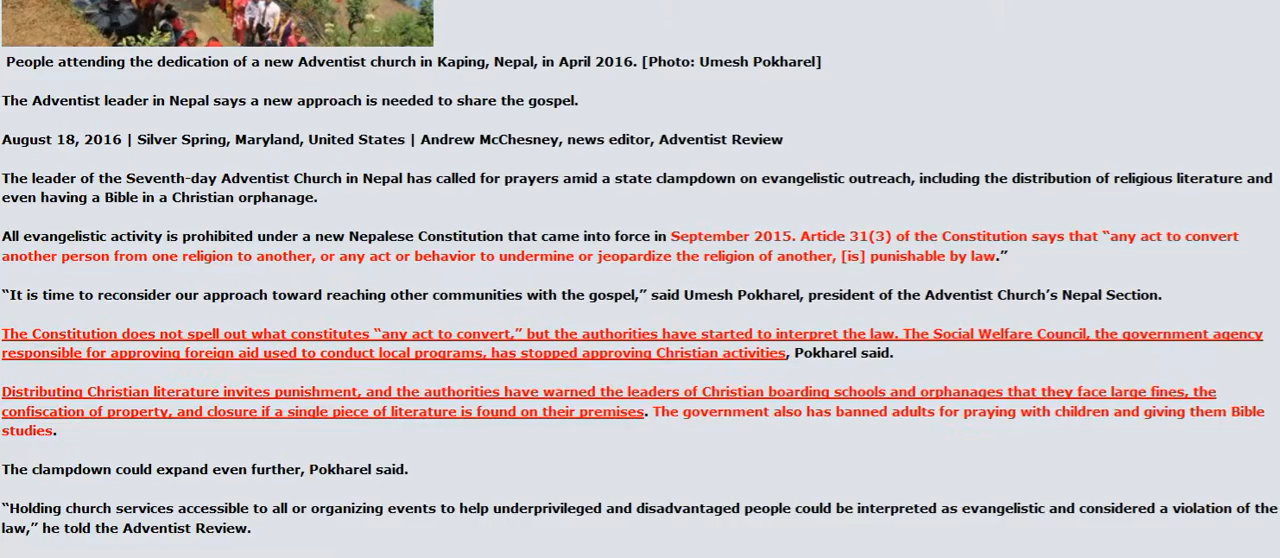 People attending the dedication of a new Adventist church in Kaping, Nepal, in April 2016. [Photo: Umesh Pokharel]
The Adventist leader in Nepal says a new approach is needed to share the gospel.
August 18, 2016 | Silver Spring, Maryland, United States | Andrew McChesney, news editor, Adventist Review
The leader of the Seventh-day Adventist Church in Nepal has called for prayers amid a state clampdown on evangelistic outreach, including the distribution of religious literature and
even having a Bible in a Christian orphanage.
All evangelistic activity is prohibited under a new Nepalese Constitution that came into force in September 2015. Article 31(3) of the Constitution says that “any act to convert
another person from one religion to another, or any act or behavior to undermine or jeopardize the religion of another, [is] punishable by law.”
“It is time to reconsider our approach toward reaching other communities with the gospel,” said Umesh Pokharel, president of the Adventist Church’s Nepal Section.
The Constitution does not spell out what constitutes “any act to convert,” but the authorities have started to interpret the law. The Social Welfare Council, the government agency
responsible for approving foreign aid used to conduct local programs, has stopped approving Christian activities, Pokharel said.
Distributing Christian literature invites punishment, and the authorities have warned the leaders of Christian boarding schools and orphanages that they face large fines, the
confiscation of property, and closure if a single piece of literature is found on their premises. The government also has banned adults for praying with children and giving them Bible
studies.
The clampdown could expand even further, Pokharel said.
“Holding church services accessible to all or organizing events to help underprivileged and disadvantaged people could be interpreted as evangelistic and considered a violation of the
law,” he told the Adventist Review.